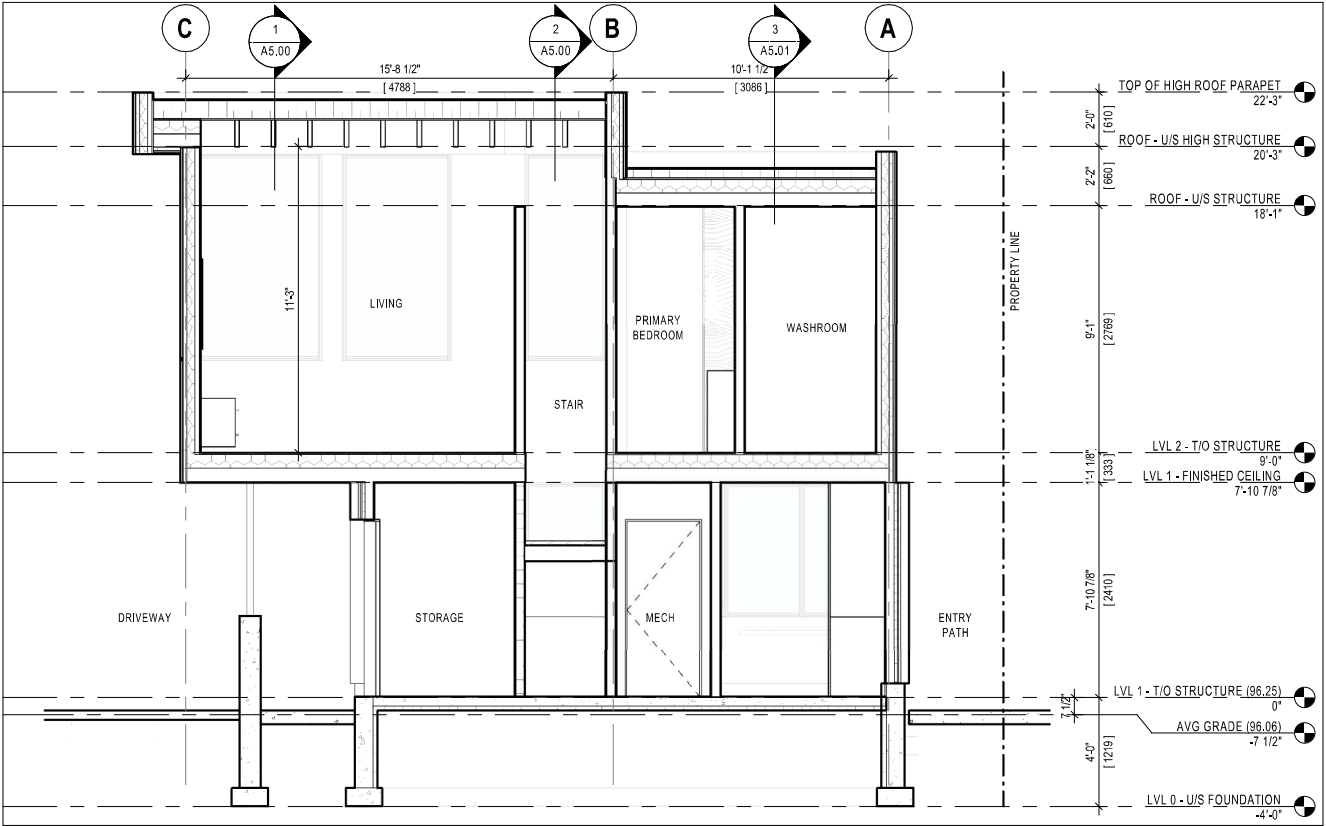 C
1
A5.00
2
A5.00
B
3
A5.01
A
15'-8 1/2"
[ 4788 ]
10'-1 1/2
[ 3086 ]
TOP OF HIGH ROOF PARAPET
22'-3"
2'-0"
[ 610 ]
ROOF - U/S HIGH STRUCTURE
20'-3"
2'-2"
[ 660 ]
ROOF - U/S STRUCTURE
18'-1"
PROPERTY LINE
11'-3"
LIVING
PRIMARY
BEDROOM
WASHROOM
9'-1"
[ 2769 ]
STAIR
LVL 2 - T/O STRUCTURE
9'-0"
1'-1 1/8"
[ 333 ]
LVL 1 - FINISHED CEILING
7'-10 7/8"
7'-10 7/8"
[ 2410 ]
DRIVEWAY
STORAGE
MECH
ENTRY
PATH
LVL 1 - T/O STRUCTURE (96.25)
0"
7 1/2"
AVG GRADE (96.06)
-7 1/2"
4'-0"
[ 1219 ]
LVL 0 - U/S FOUNDATION
-4'-0"